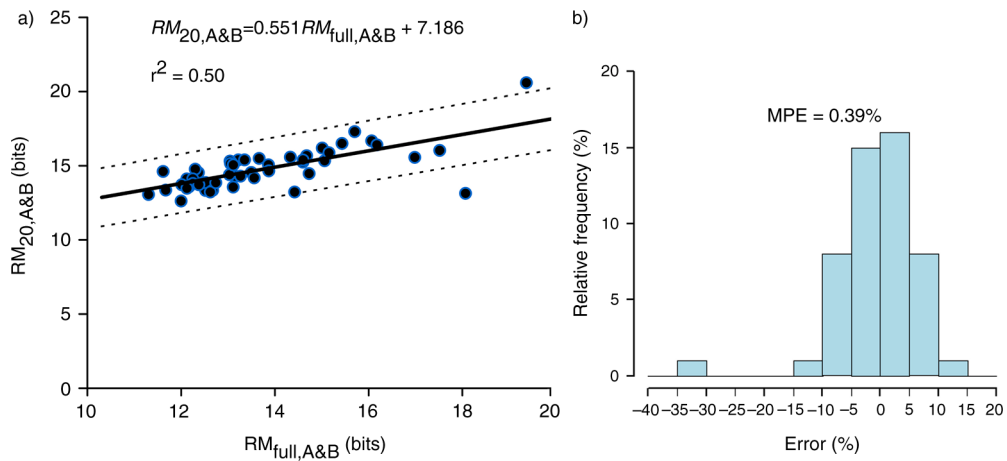 a)
RM20,A&B=0.551RMfull,A&B + 7.186
r2 = 0.50
25
20
15
10
5
0
RM20,A&B (bits)
10 12 14 16 18 20
RMfull,A&B (bits)
b)
MPE = 0.39%
20
15
10
5
0
Relative frequency (%)
−40 −35 −30 −25 −20 −15 −10 −5 0 5 10 15 20
Error (%)